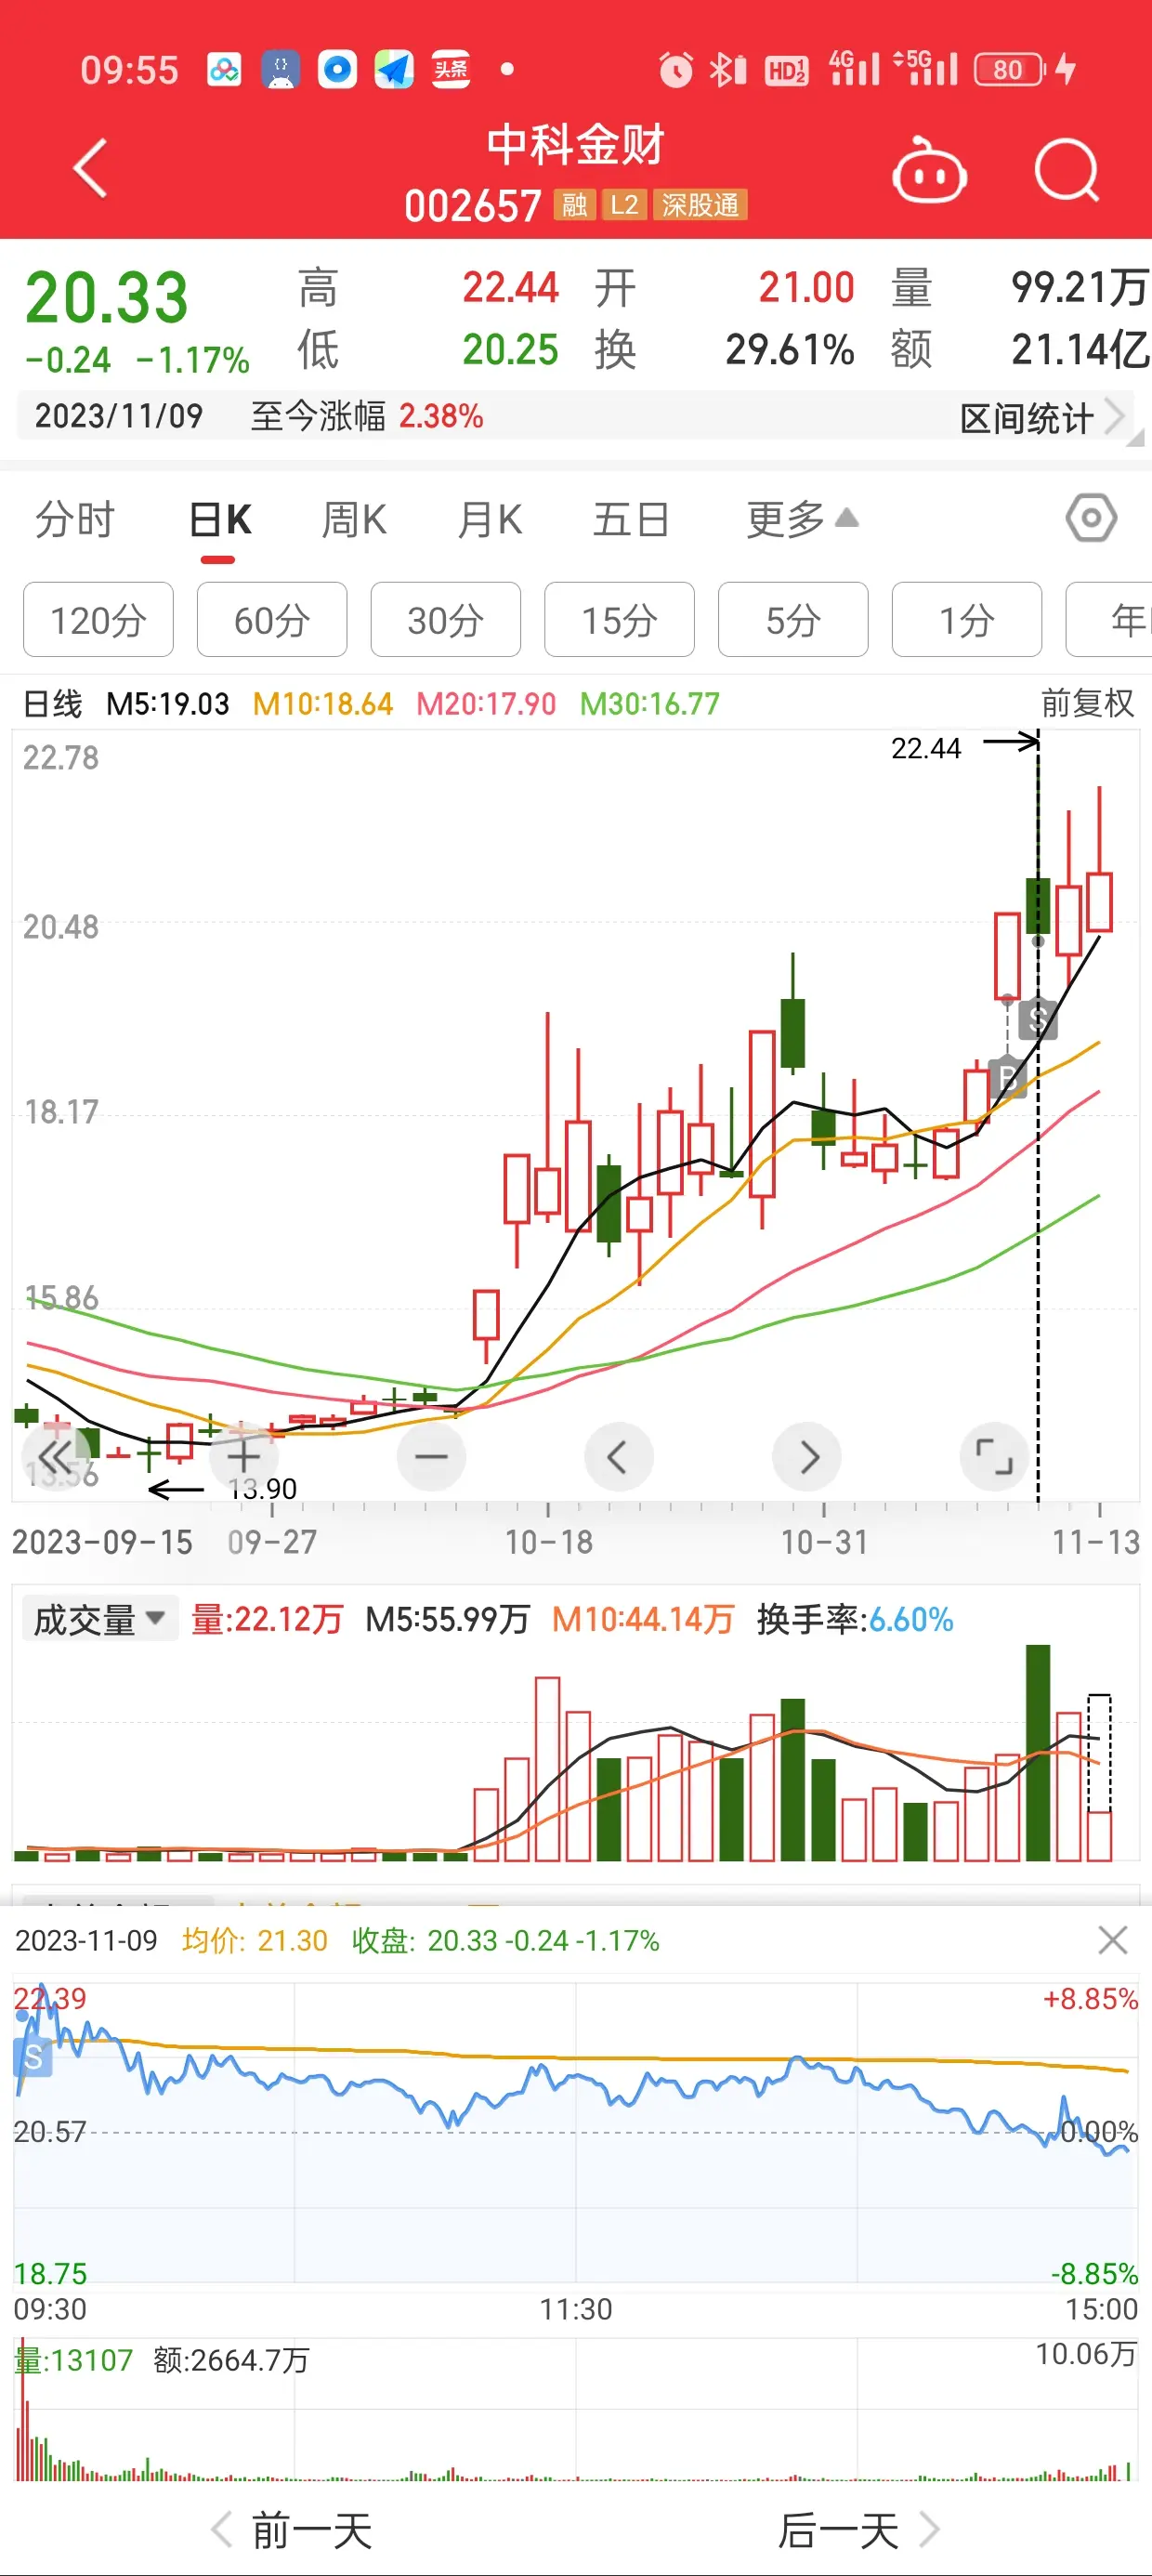 09:55 头条 HD1 2 4G 5G 80
中科金财
002657 融 L2 深股通
20.33 高 22.44 开 21.00 量 99.21万
-0.24 -1.17% 低 20.25 换 29.61% 额 21.14亿
2023/11/09 至今涨幅 2.38% 区间统计
分时 日K 周K 月K 五日 更多
120分 60分 30分 15分 5分 1分 年
日线 M5:19.03 M10:18.64 M20:17.90 M30:16.77 前复权
22.78
22.44
20.48
S
B
18.17
15.86
13.56
13.90
2023-09-15 09-27 10-18 10-31 11-13
成交量 量:22.12万 M5:55.99万 M10:44.14万 换手率:6.60%
2023-11-09 均价: 21.30 收盘: 20.33 -0.24 -1.17%
22.39 +8.85%
S
20.57 0.00%
18.75 -8.85%
09:30 11:30 15:00
量:13107 额:2664.7万 10.06万
前一天 后一天